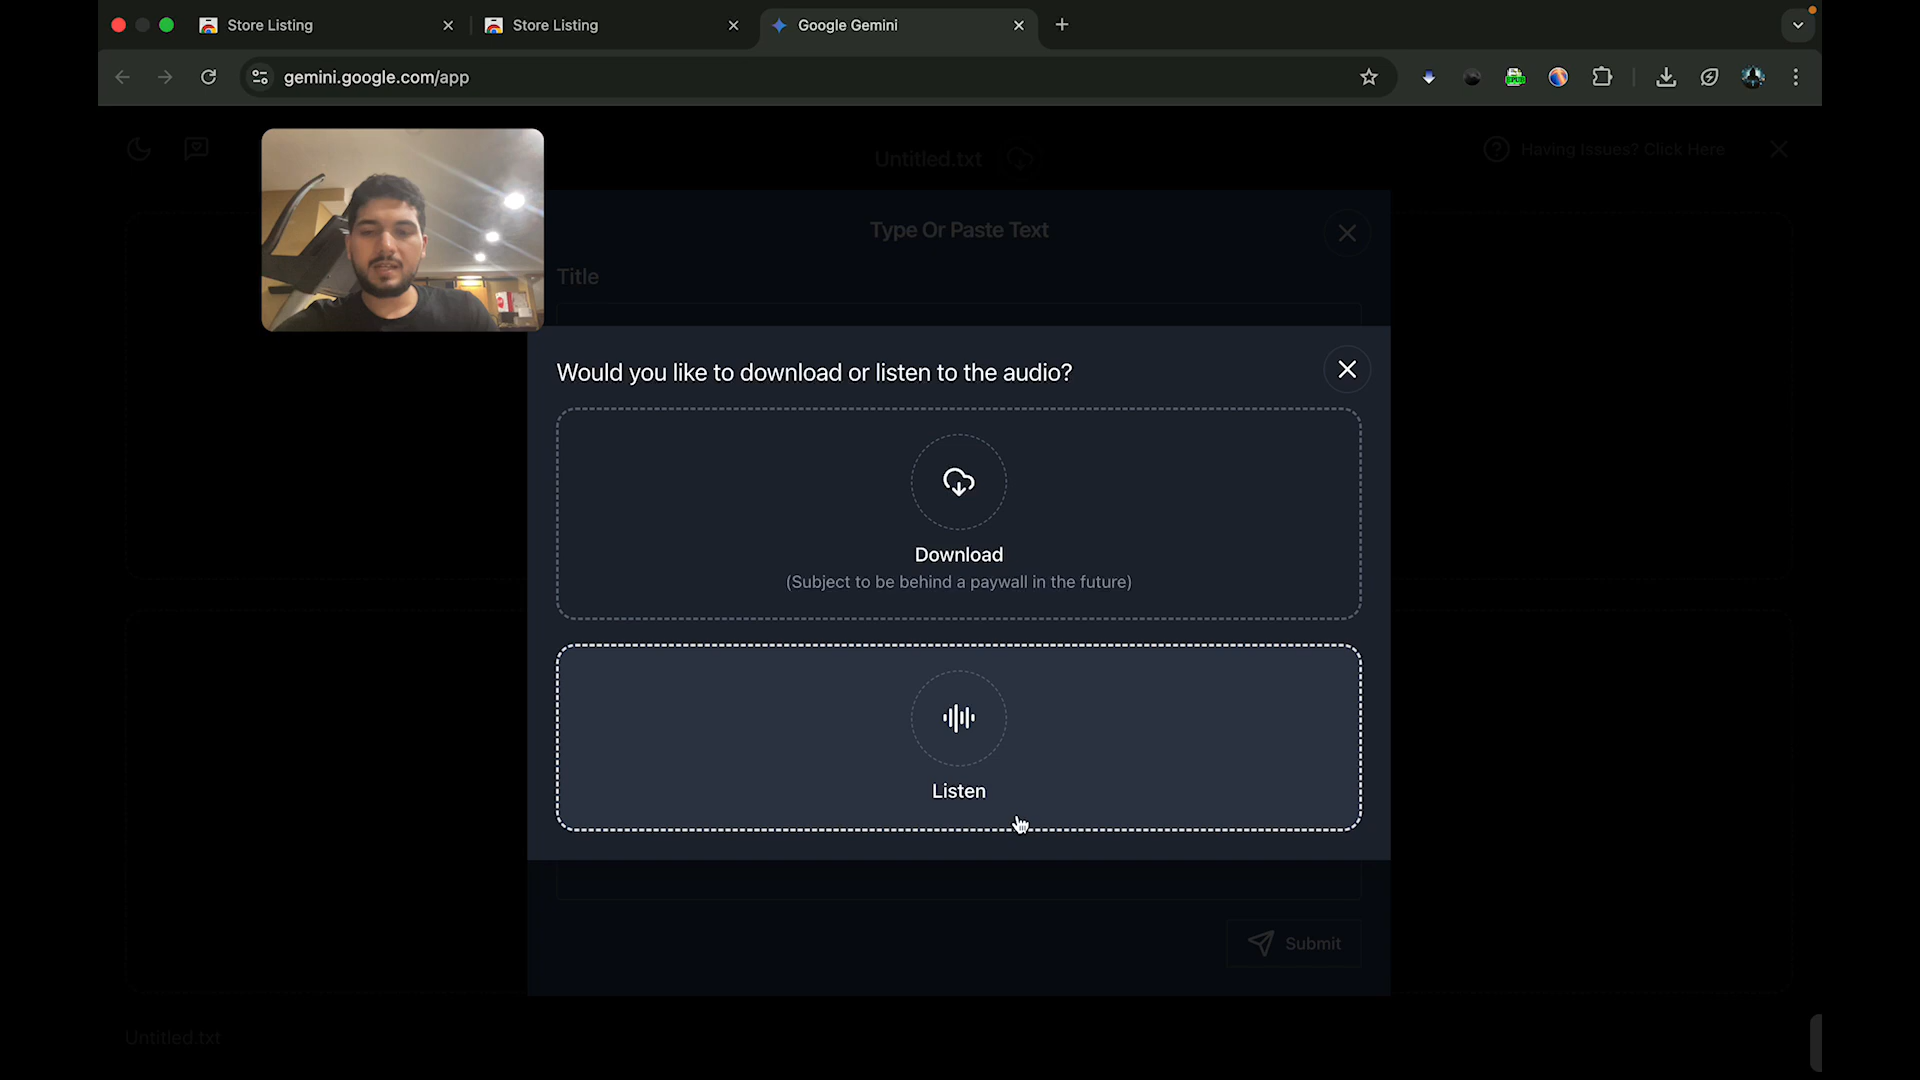 Store Listing
Store Listing
Google Gemini
gemini.google.com/app
Untitled.txt
Having Issues? Click Here
Type Or Paste Text
Title
Would you like to download or listen to the audio?
Download
(Subject to be behind a paywall in the future)
Listen
Submit
Untitled.txt